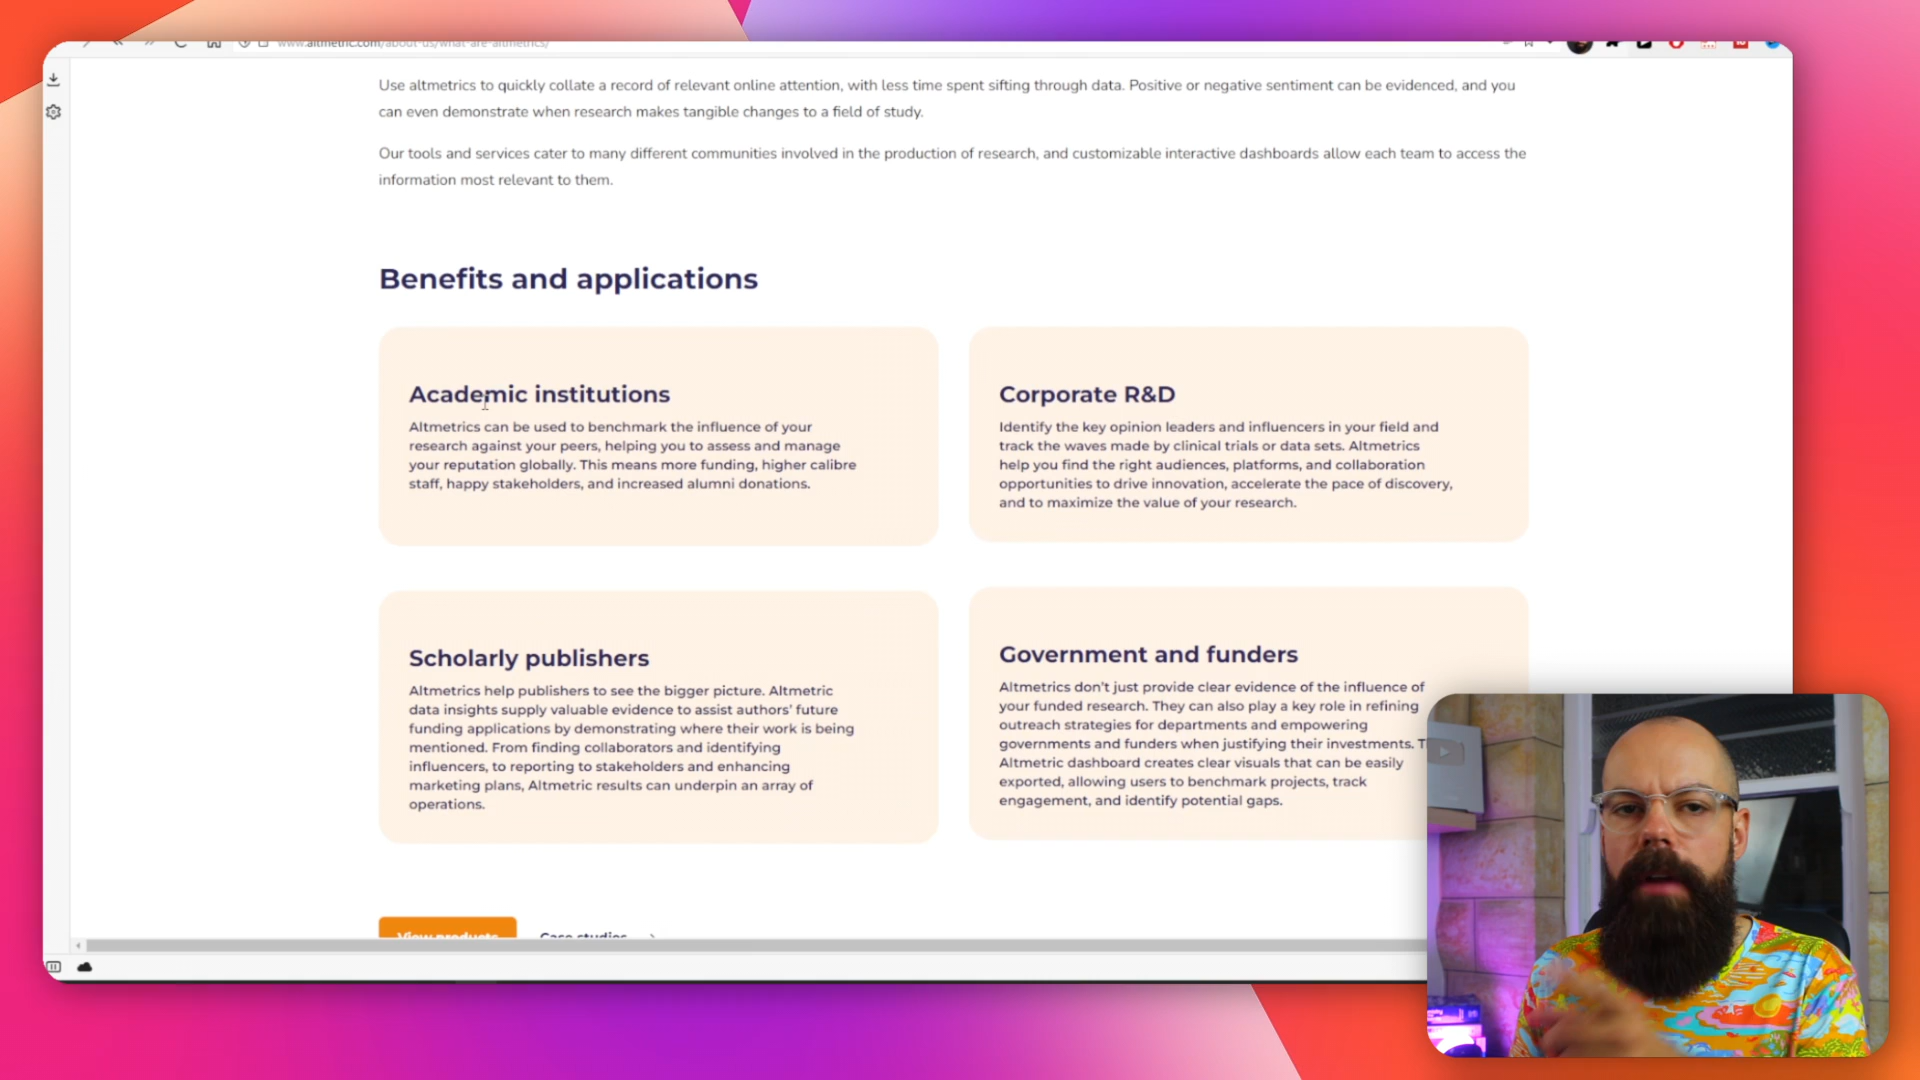 www.altmetric.com/about-us/what-are-altmetrics/
Use altmetrics to quickly collate a record of relevant online attention, with less time spent sifting through data. Positive or negative sentiment can be evidenced, and you
can even demonstrate when research makes tangible changes to a field of study.
Our tools and services cater to many different communities involved in the production of research, and customizable interactive dashboards allow each team to access the
information most relevant to them.
Benefits and applications
Academic institutions
Altmetrics can be used to benchmark the influence of your
research against your peers, helping you to assess and manage
your reputation globally. This means more funding, higher calibre
staff, happy stakeholders, and increased alumni donations.
Corporate R&D
Identify the key opinion leaders and influencers in your field and
track the waves made by clinical trials or data sets. Altmetrics
help you find the right audiences, platforms, and collaboration
opportunities to drive innovation, accelerate the pace of discovery,
and to maximize the value of your research.
Scholarly publishers
Altmetrics help publishers to see the bigger picture. Altmetric
data insights supply valuable evidence to assist authors' future
funding applications by demonstrating where their work is being
mentioned. From finding collaborators and identifying
influencers, to reporting to stakeholders and enhancing
marketing plans, Altmetric results can underpin an array of
operations.
Government and funders
Altmetrics don't just provide clear evidence of the influence of
your funded research. They can also play a key role in refining
outreach strategies for departments and empowering
governments and funders when justifying their investments. T
Altmetric dashboard creates clear visuals that can be easily
exported, allowing users to benchmark projects, track
engagement, and identify potential gaps.
View products
Case studies